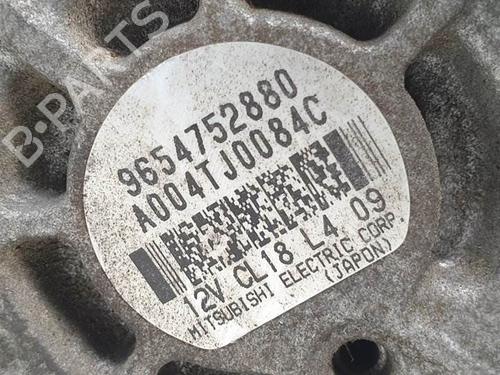 B-PARTS
9654752880
A004TJ0084C
12V CL18 L4 09
MITSUBISHI ELECTRIC CORP.
(JAPON)